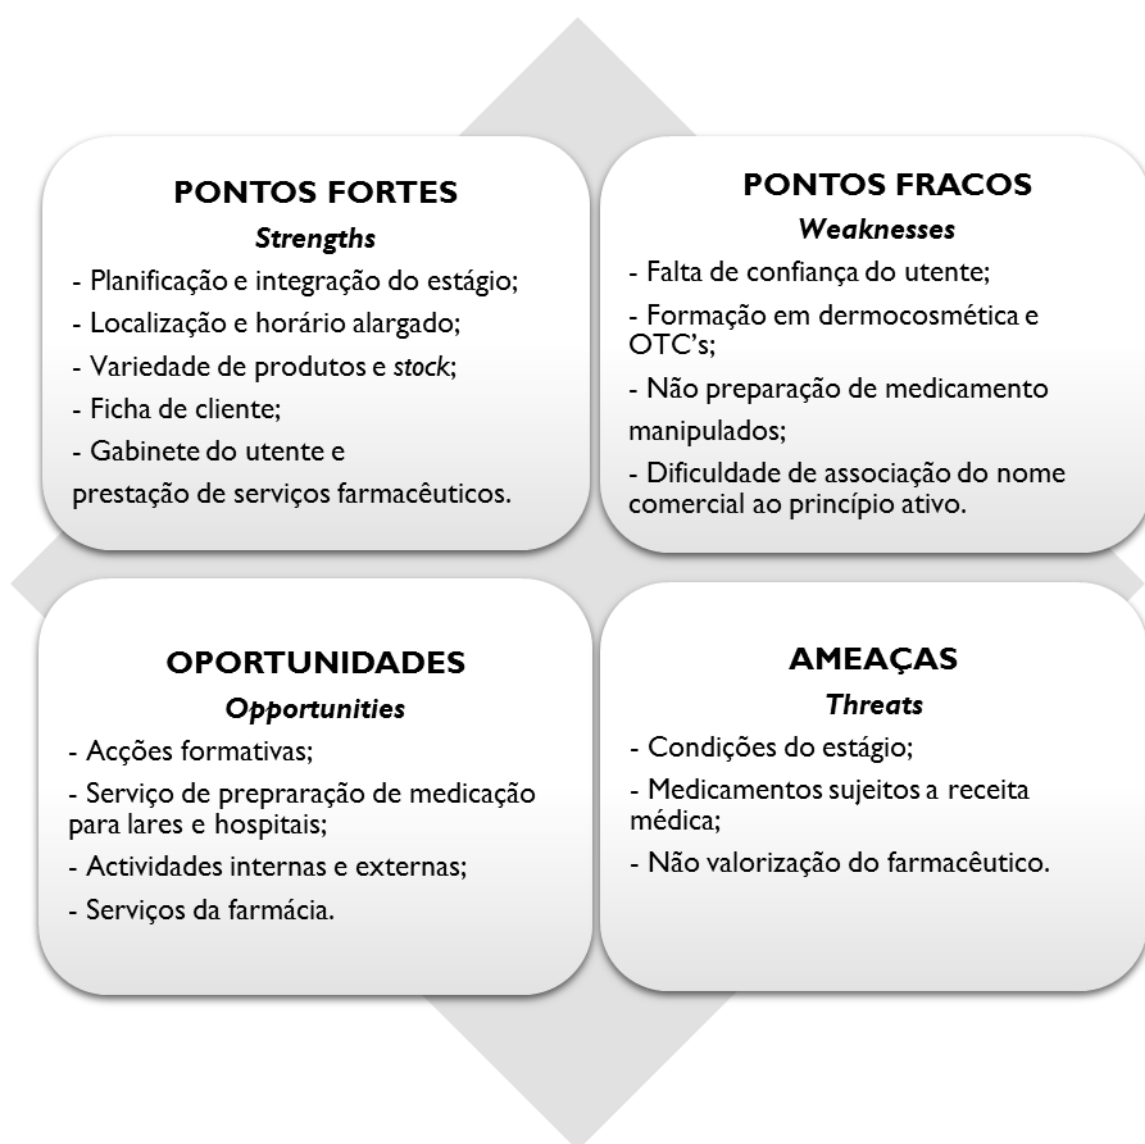 PONTOS FORTES
Strengths
- Planificação e integração do estágio;
- Localização e horário alargado;
- Variedade de produtos e stock;
- Ficha de cliente;
- Gabinete do utente e
prestação de serviços farmacêuticos.
PONTOS FRACOS
Weaknesses
- Falta de confiança do utente;
- Formação em dermocosmética e
OTC's;
- Não preparação de medicamento
manipulados;
- Dificuldade de associação do nome
comercial ao princípio ativo.
OPORTUNIDADES
Opportunities
- Acções formativas;
- Serviço de prepraração de medicação
para lares e hospitais;
- Actividades internas e externas;
- Serviços da farmácia.
AMEAÇAS
Threats
- Condições do estágio;
- Medicamentos sujeitos a receita
médica;
- Não valorização do farmacêutico.